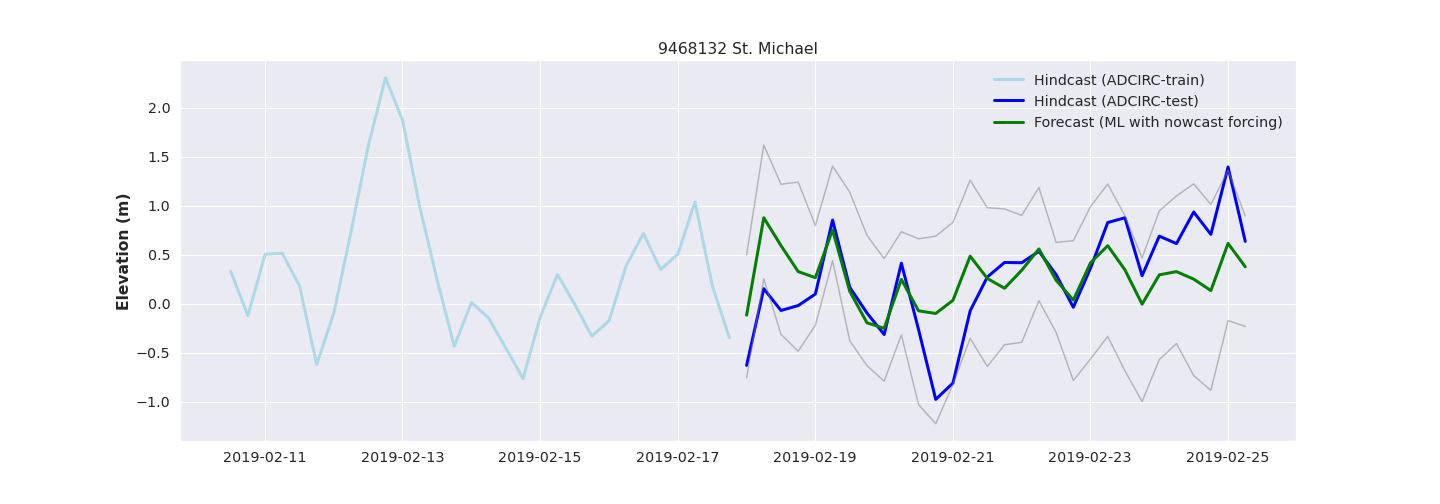 9468132 St. Michael
Hindcast (ADCIRC-train)
Hindcast (ADCIRC-test)
Forecast (ML with nowcast forcing)
Elevation (m)
2.0
1.5
1.0
0.5
0.0
−0.5
−1.0
2019-02-11 2019-02-13 2019-02-15 2019-02-17 2019-02-19 2019-02-21 2019-02-23 2019-02-25